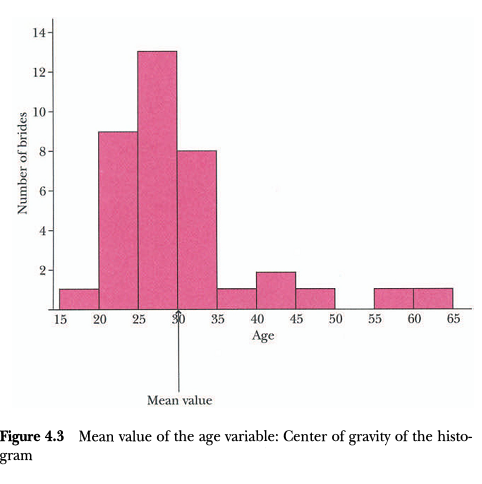 14
12
10
8
6
4
2
Number of brides
15 20 25 30 35 40 45 50 55 60 65
Age
Mean value
Figure 4.3 Mean value of the age variable: Center of gravity of the histo-
gram